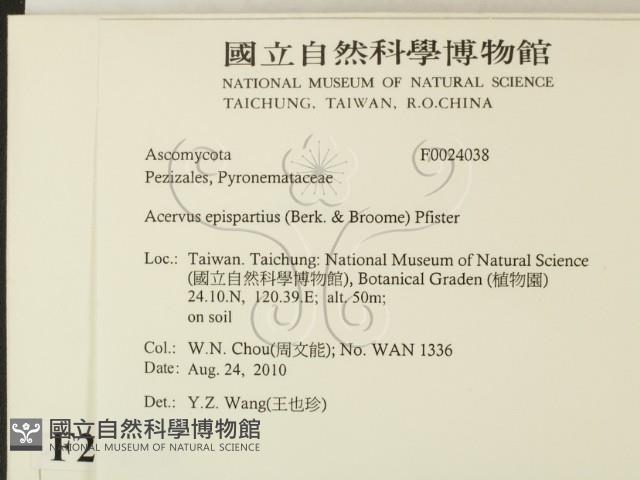 國立自然科學博物館
NATIONAL MUSEUM OF NATURAL SCIENCE
TAICHUNG, TAIWAN, R.O.CHINA
Ascomycota F0024038
Pezizales, Pyronemataceae
Acervus epispartius (Berk. & Broome) Pfister
Loc.: Taiwan. Taichung: National Museum of Natural Science
(國立自然科學博物館), Botanical Graden (植物園)
24.10.N, 120.39.E; alt. 50m;
on soil
Col.: W.N. Chou(周文能); No. WAN 1336
Date: Aug. 24, 2010
Det.: Y.Z. Wang(王也珍)
國立自然科學博物館
NATIONAL MUSEUM OF NATURAL SCIENCE
F2